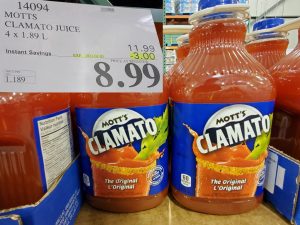 14094
MOTTS
CLAMATO JUICE
4 x 1.89 L
11.99
Instant Savings
-3.00
8.99
1.189
MOTT'S
CLAMATO
The Original
L'Original
MOTT'S
CLAMATO
The Original
L'Original